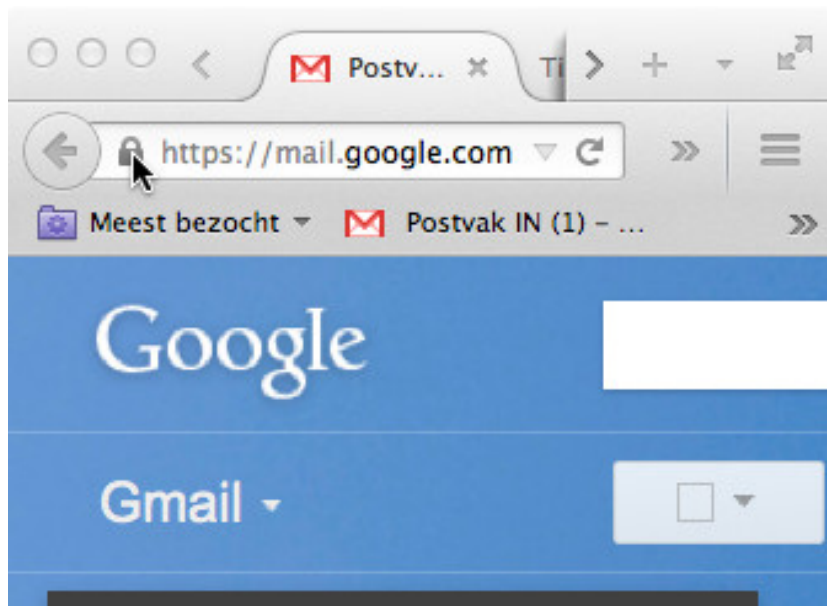 Postv... Ti
https://mail.google.com
Meest bezocht Postvak IN (1) – ...
Google
Gmail